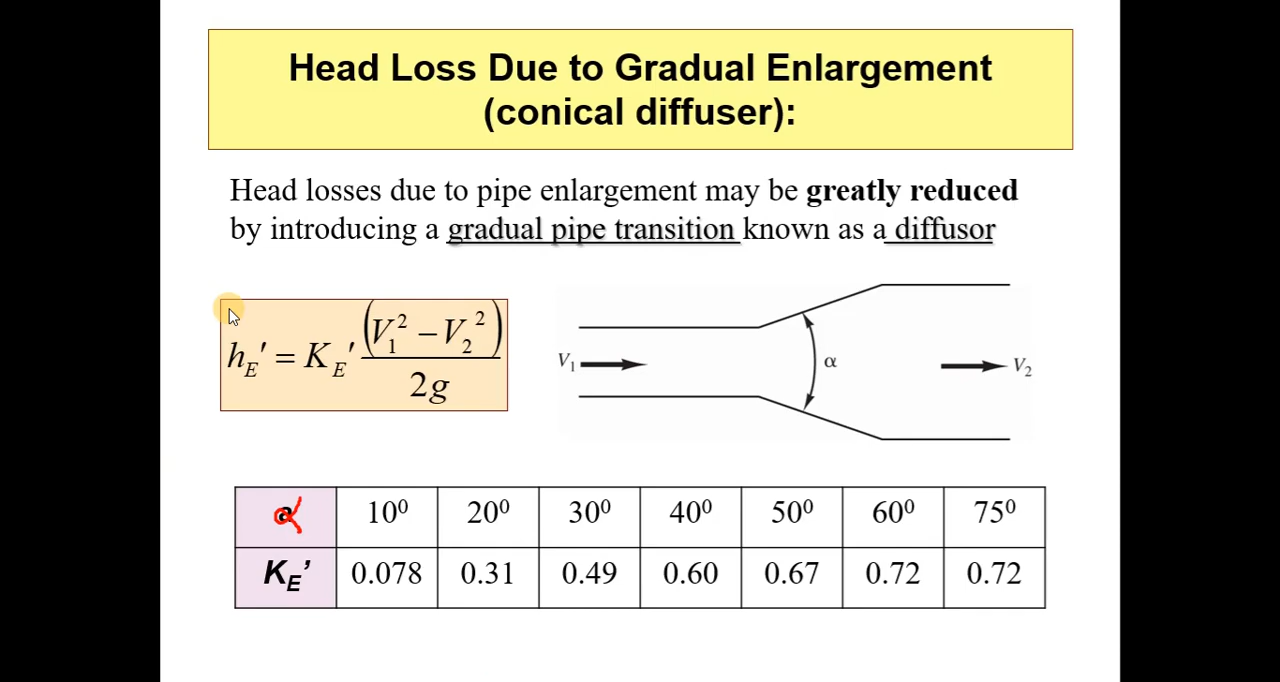 Head Loss Due to Gradual Enlargement
(conical diffuser):
Head losses due to pipe enlargement may be greatly reduced
by introducing a gradual pipe transition known as a diffusor
h_E' = K_E' (V_1^2 − V_2^2) / 2g
V₁ α V₂
α 10⁰ 20⁰ 30⁰ 40⁰ 50⁰ 60⁰ 75⁰
K_E’ 0.078 0.31 0.49 0.60 0.67 0.72 0.72